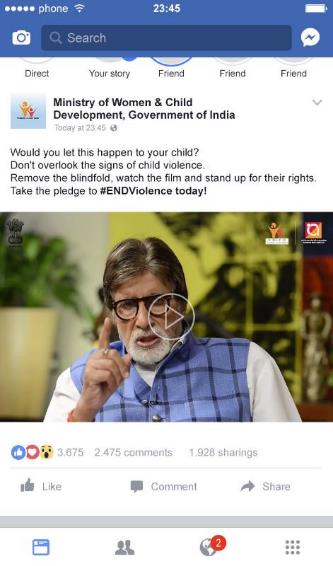 phone
23:45
Search
Direct
Your story
Friend
Friend
Friend
Ministry of Women & Child
Development, Government of India
Today at 23:45
Would you let this happen to your child?
Don't overlook the signs of child violence.
Remove the blindfold, watch the film and stand up for their rights.
Take the pledge to #ENDViolence today!
3.675 2.475 comments 1.928 sharings
Like
Comment
Share
2